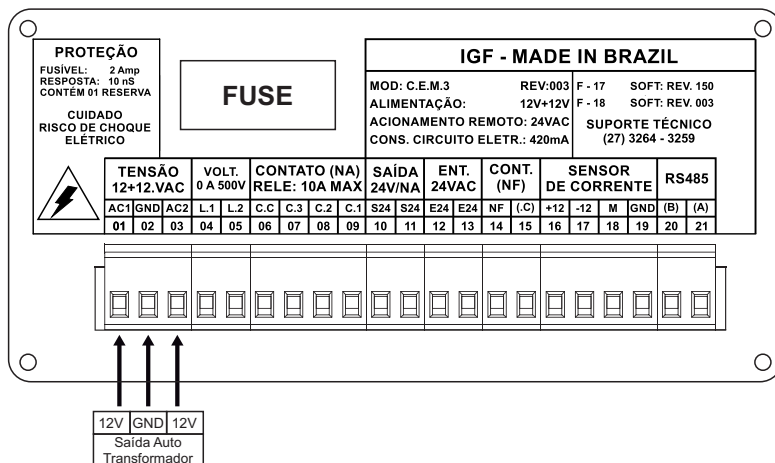 PROTEÇÃO
FUSÍVEL: 2 Amp
RESPOSTA: 10 nS
CONTÉM 01 RESERVA
CUIDADO
RISCO DE CHOQUE
ELÉTRICO
FUSE
IGF - MADE IN BRAZIL
MOD: C.E.M.3 REV:003
ALIMENTAÇÃO: 12V+12V
ACIONAMENTO REMOTO: 24VAC
CONS. CIRCUITO ELETR.: 420mA
F - 17 SOFT: REV. 150
F - 18 SOFT: REV. 003
SUPORTE TÉCNICO
(27) 3264 - 3259
TENSÃO
12+12.VAC
VOLT.
0 A 500V
CONTATO (NA)
RELE: 10A MAX
SAÍDA
24V/NA
ENT.
24VAC
CONT.
(NF)
SENSOR
DE CORRENTE
RS485
AC1 GND AC2 L.1 L.2 C.C C.3 C.2 C.1 S24 S24 E24 E24 NF (.C) +12 -12 M GND (B) (A)
01 02 03 04 05 06 07 08 09 10 11 12 13 14 15 16 17 18 19 20 21
12V GND 12V
Saída Auto
Transformador